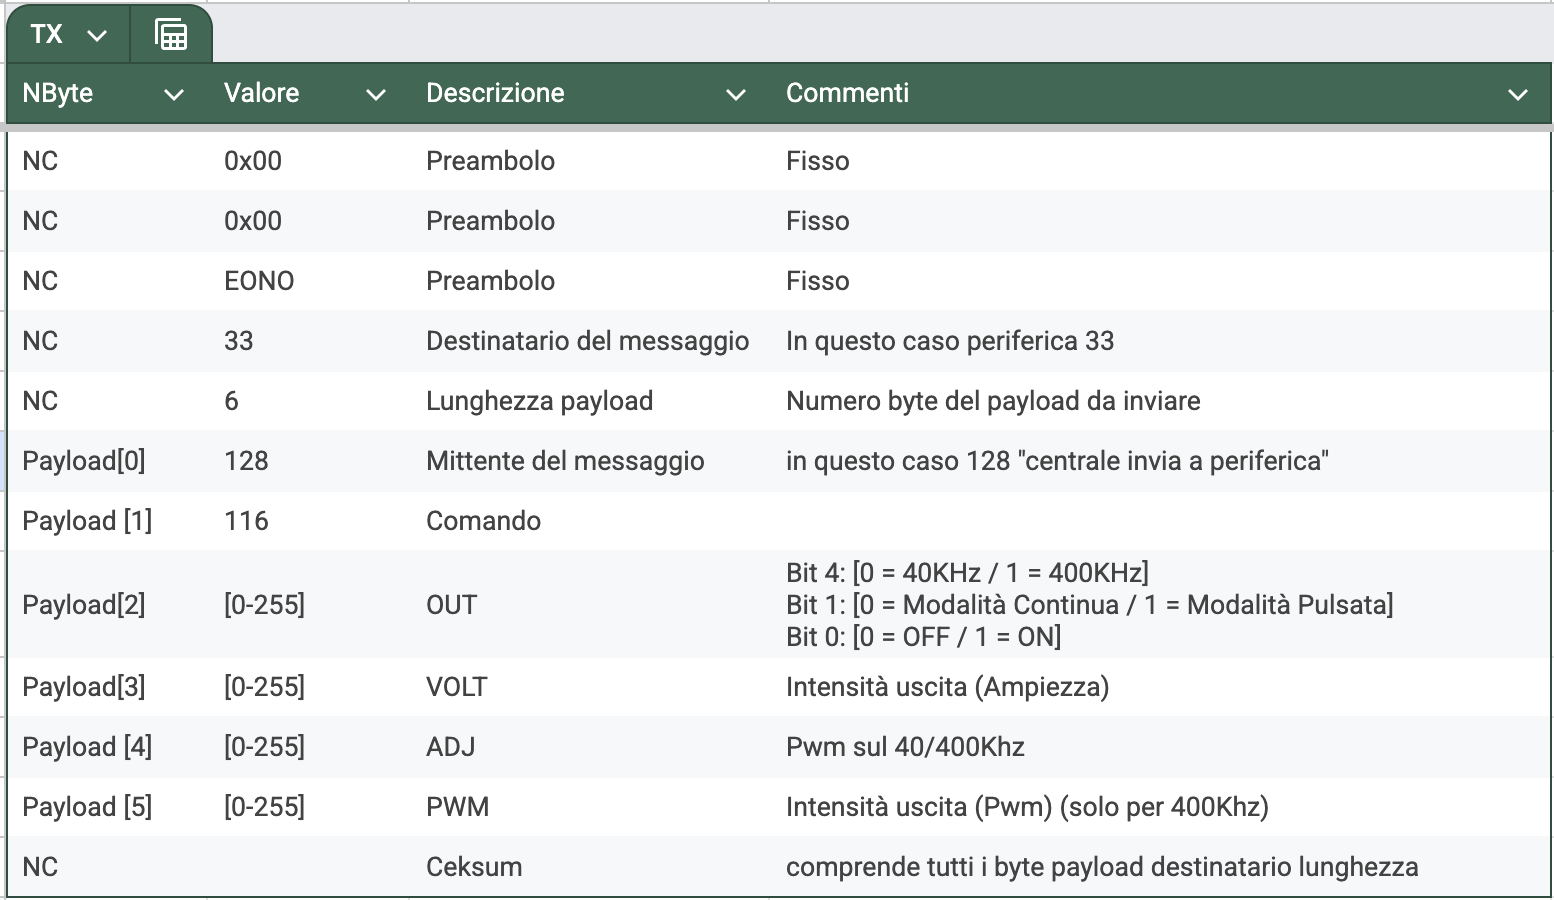 TX
NByte Valore Descrizione Commenti
NC 0x00 Preambolo Fisso
NC 0x00 Preambolo Fisso
NC EONO Preambolo Fisso
NC 33 Destinatario del messaggio In questo caso periferica 33
NC 6 Lunghezza payload Numero byte del payload da inviare
Payload[0] 128 Mittente del messaggio in questo caso 128 "centrale invia a periferica"
Payload [1] 116 Comando
Payload[2] [0-255] OUT Bit 4: [0 = 40KHz / 1 = 400KHz]
Bit 1: [0 = Modalità Continua / 1 = Modalità Pulsata]
Bit 0: [0 = OFF / 1 = ON]
Payload[3] [0-255] VOLT Intensità uscita (Ampiezza)
Payload [4] [0-255] ADJ Pwm sul 40/400Khz
Payload [5] [0-255] PWM Intensità uscita (Pwm) (solo per 400Khz)
NC Ceksum comprende tutti i byte payload destinatario lunghezza